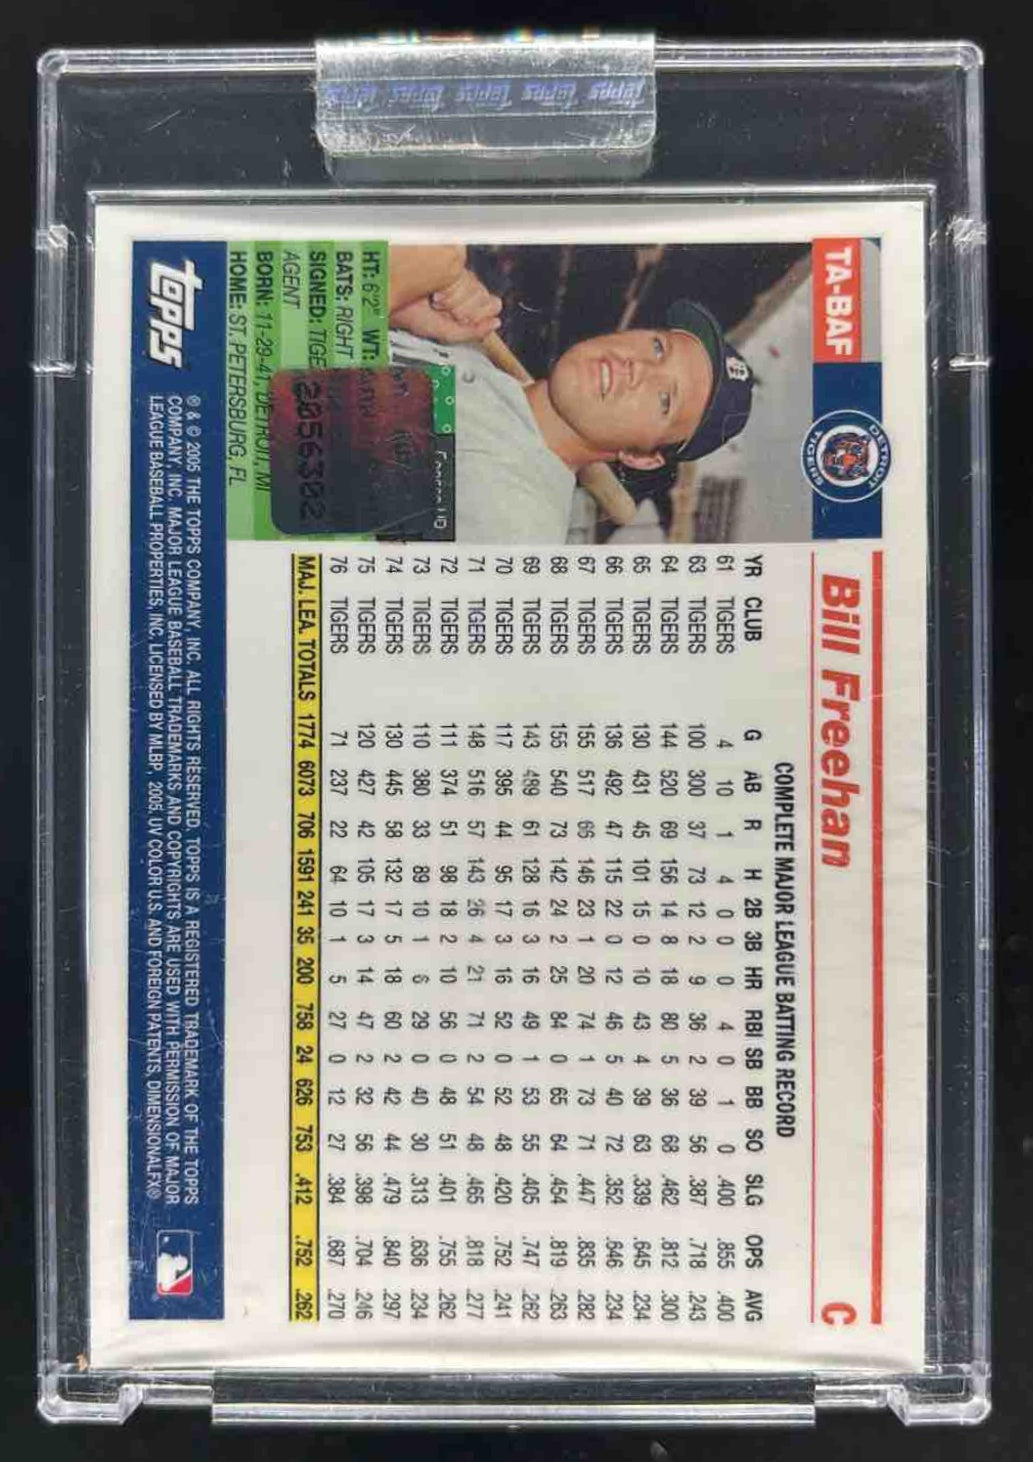 Topps Topps Topps Topps Topps
TA-BAF
DETROIT TIGERS
Bill Freehan
C
HT: 6'2" WT:
BATS: RIGHT
SIGNED: TIGE
AGENT
BORN: 11-29-41, DETROIT, MI
HOME: ST. PETERSBURG, FL
2056302
COMPLETE MAJOR LEAGUE BATTING RECORD
YR CLUB G AB R H 2B 3B HR RBI SB BB SO SLG OPS AVG
61 TIGERS 4 10 1 4 0 0 0 4 0 1 0 .400 .855 .400
63 TIGERS 100 300 37 73 12 2 9 36 2 39 56 .387 .718 .243
64 TIGERS 144 520 69 156 14 8 18 80 5 36 68 .462 .812 .300
65 TIGERS 130 431 45 101 15 0 10 43 4 39 63 .339 .645 .234
66 TIGERS 136 492 47 115 22 0 12 46 5 40 72 .352 .646 .234
67 TIGERS 155 517 66 146 23 1 20 74 1 73 71 .447 .835 .282
68 TIGERS 155 540 73 142 24 2 25 84 0 65 64 .454 .819 .263
69 TIGERS 143 489 61 128 16 3 16 49 1 53 55 .405 .747 .262
70 TIGERS 117 395 44 95 17 3 16 52 0 52 48 .420 .752 .241
71 TIGERS 148 516 57 143 26 4 21 71 2 54 48 .465 .818 .277
72 TIGERS 111 374 51 98 18 2 10 56 0 48 51 .401 .755 .262
73 TIGERS 110 380 33 89 10 1 6 29 0 40 30 .313 .636 .234
74 TIGERS 130 445 58 132 17 5 18 60 2 42 44 .479 .840 .297
75 TIGERS 120 427 42 105 17 3 14 47 2 32 56 .398 .704 .246
76 TIGERS 71 237 22 64 10 1 5 27 0 12 27 .384 .687 .270
MAJ. LEA. TOTALS 1774 6073 706 1591 241 35 200 758 24 626 753 .412 .752 .262
topps
® & © 2005 THE TOPPS COMPANY, INC. ALL RIGHTS RESERVED. TOPPS IS A REGISTERED TRADEMARK OF THE TOPPS
COMPANY, INC. MAJOR LEAGUE BASEBALL TRADEMARKS AND COPYRIGHTS ARE USED WITH PERMISSION OF MAJOR
LEAGUE BASEBALL PROPERTIES, INC. LICENSED BY MLBP, 2005. UV COLOR U.S. AND FOREIGN PATENTS, DIMENSIONALFX®